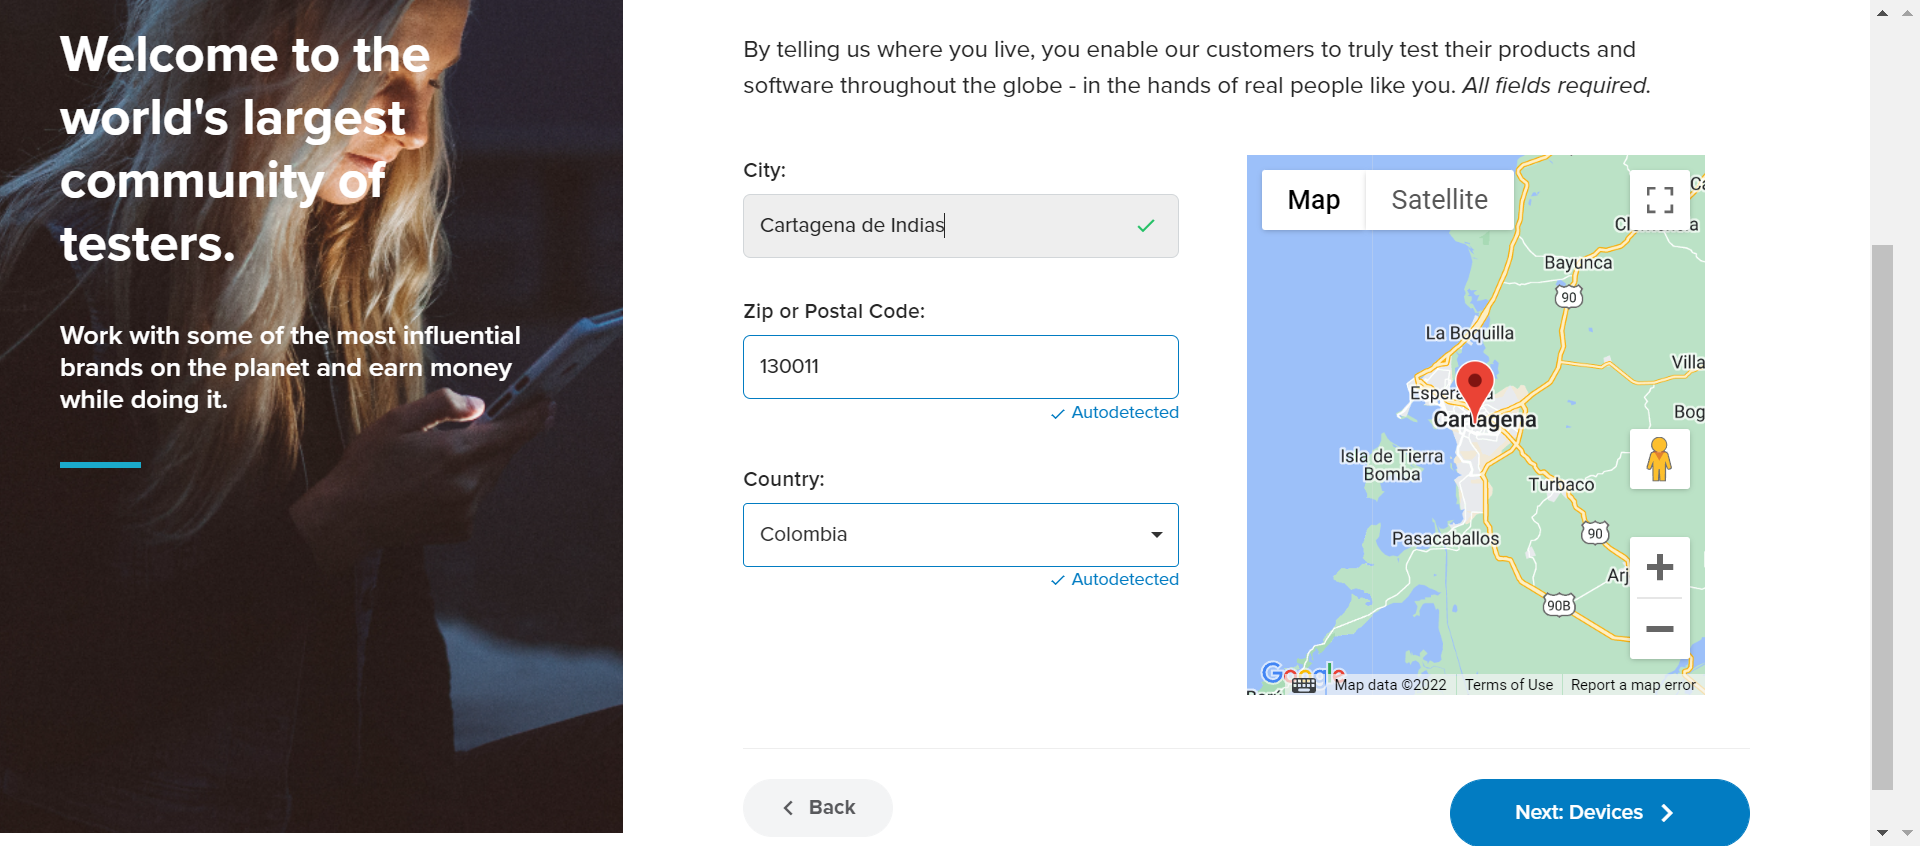 Welcome to the
world's largest
community of
testers.
Work with some of the most influential
brands on the planet and earn money
while doing it.
By telling us where you live, you enable our customers to truly test their products and
software throughout the globe - in the hands of real people like you. All fields required.
City:
Cartagena de Indias
Zip or Postal Code:
130011
Autodetected
Country:
Colombia
Autodetected
Map
Satellite
Bayunca
90
La Boquilla
Villa
Cartagena
Bog
Isla de Tierra
Bomba
Turbaco
90
Pasacaballos
Arj
90B
Google
Map data ©2022
Terms of Use
Report a map error
Back
Next: Devices